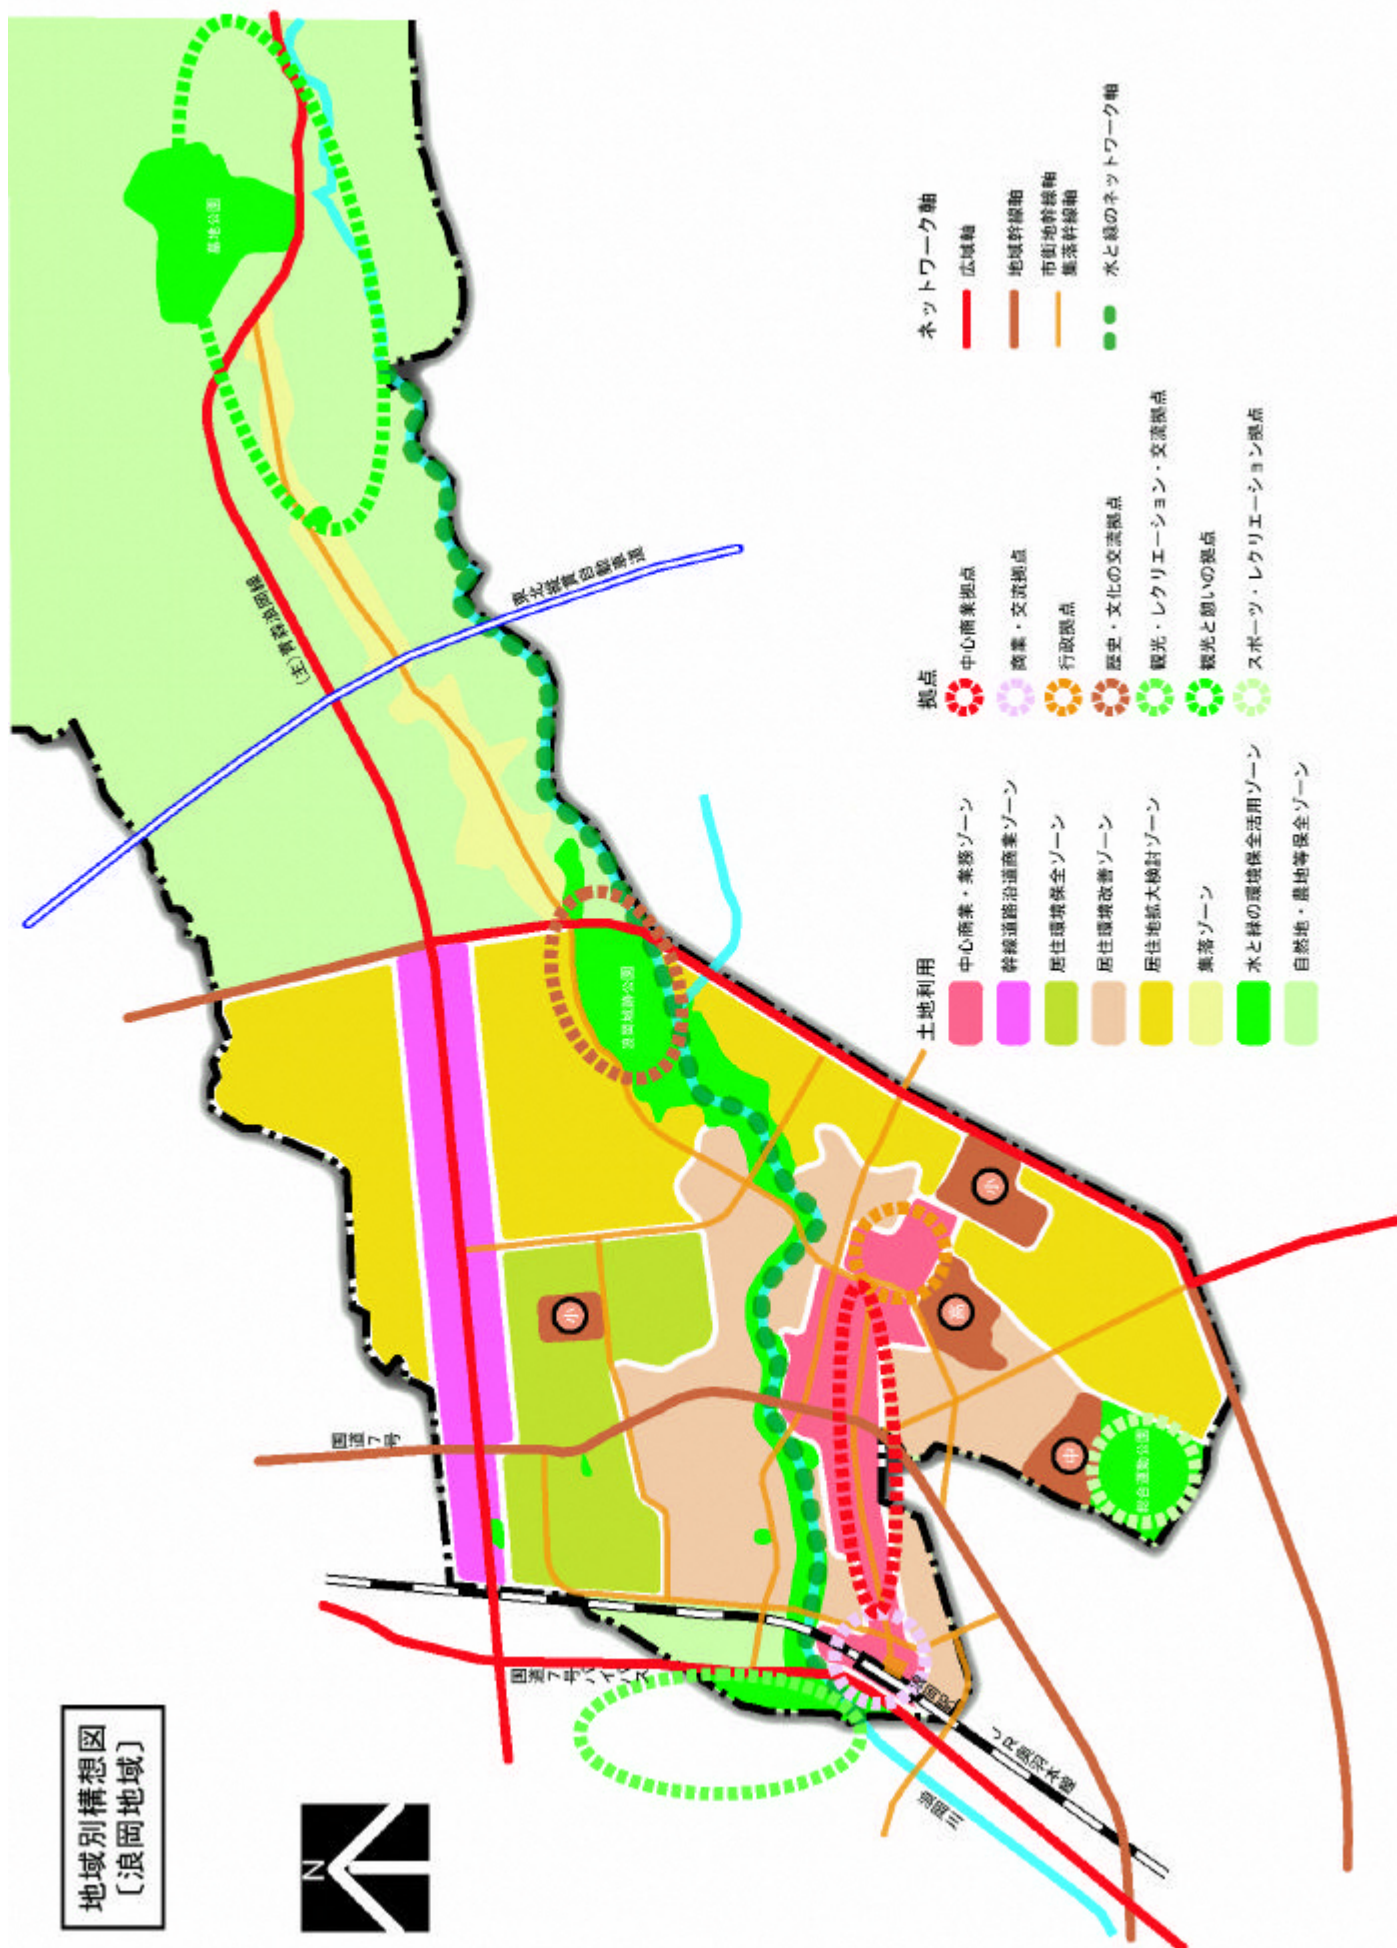 地域別構想図
〔浪岡地域〕
N
墓地公園
(主)青森浪岡線
東北縦貫自動車道
浪岡城跡公園
国道7号
国道7号バイパス
小
小
高
中
総合運動公園
浪岡駅
JR奥羽本線
浪岡川
土地利用
中心商業・業務ゾーン
幹線道路沿道商業ゾーン
居住環境保全ゾーン
居住環境改善ゾーン
居住地拡大検討ゾーン
集落ゾーン
水と緑の環境保全活用ゾーン
自然地・農地等保全ゾーン
拠点
中心商業拠点
商業・交流拠点
行政拠点
歴史・文化の交流拠点
観光・レクリエーション・交流拠点
観光と憩いの拠点
スポーツ・レクリエーション拠点
ネットワーク軸
広域軸
地域幹線軸
市街地幹線軸
集落幹線軸
水と緑のネットワーク軸